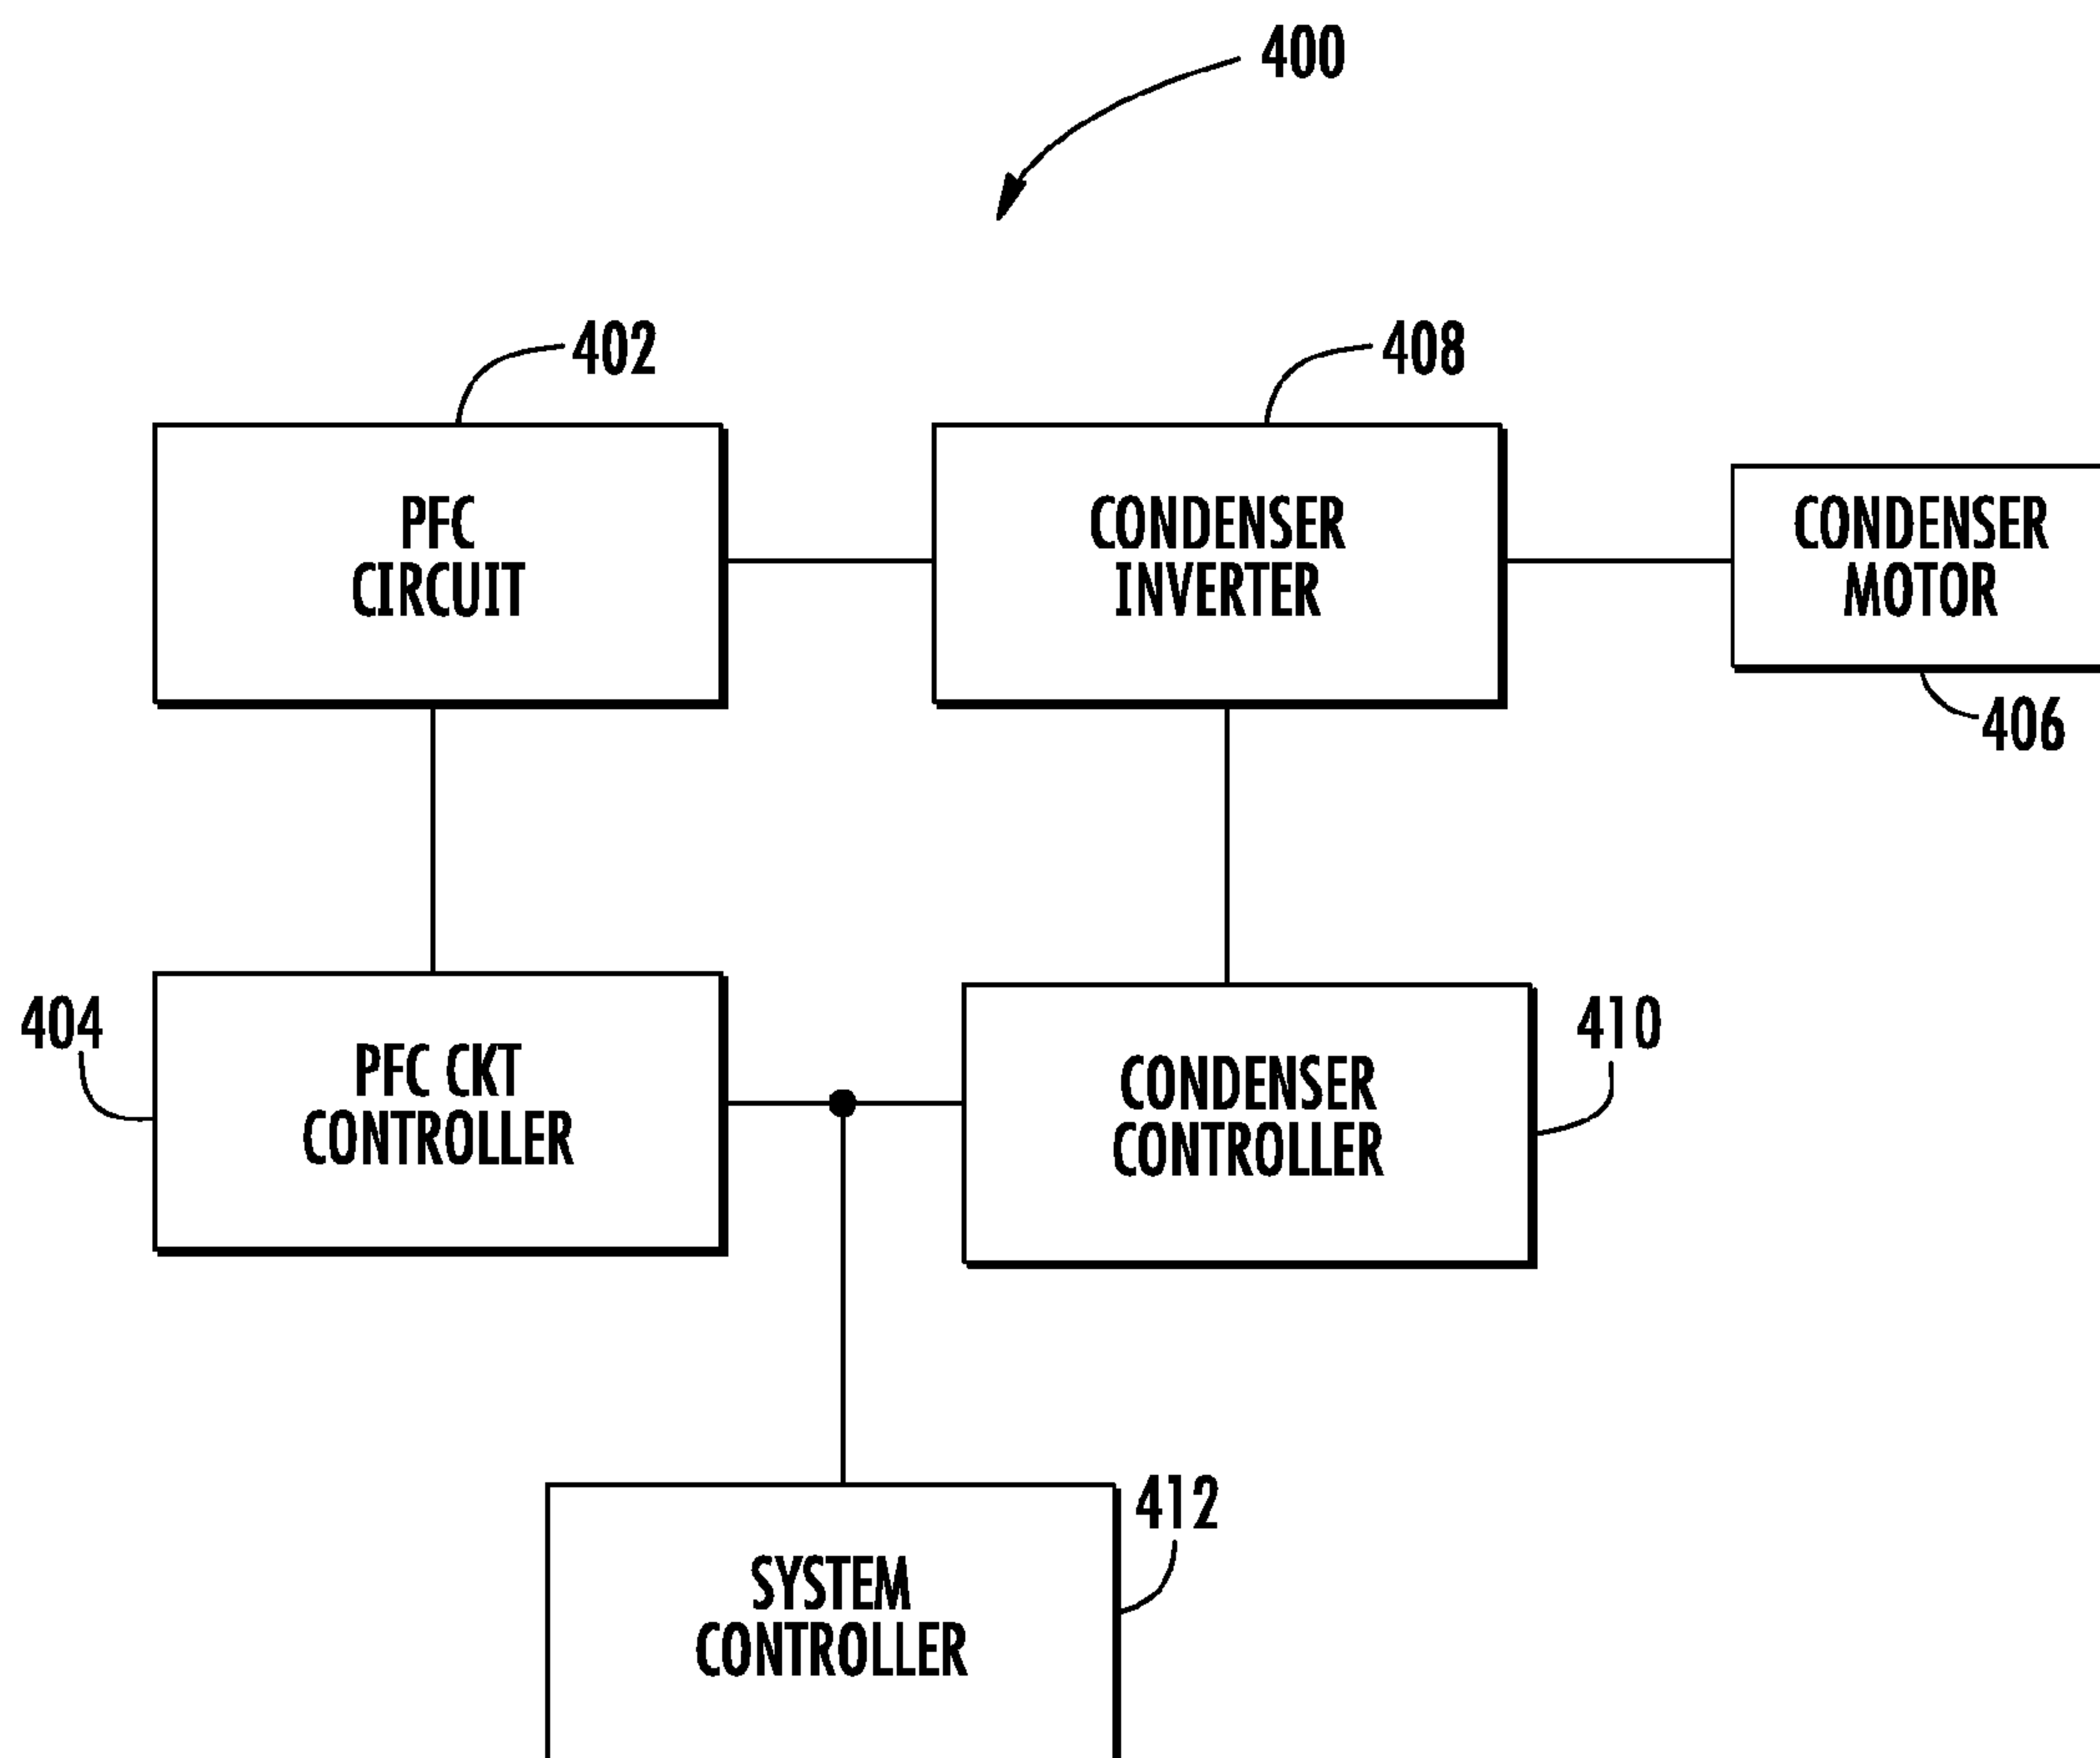 400
402
408
PFC
CIRCUIT
CONDENSER
INVERTER
CONDENSER
MOTOR
406
404
PFC CKT
CONTROLLER
CONDENSER
CONTROLLER
410
412
SYSTEM
CONTROLLER